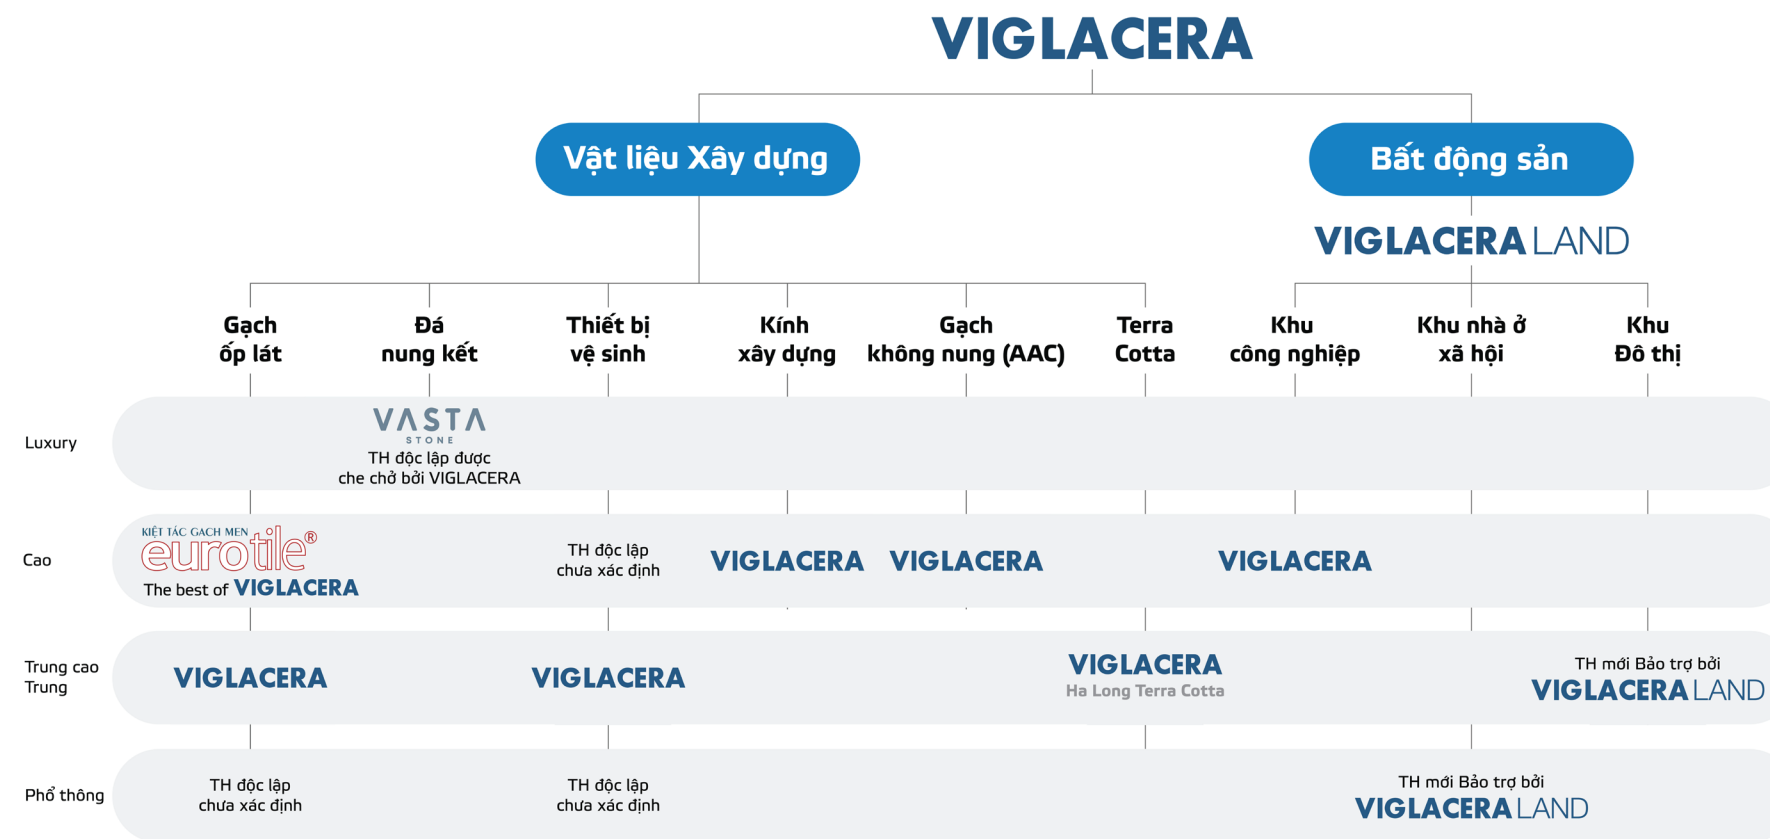 VIGLACERA
Vật liệu Xây dựng
Bất động sản
VIGLACERA LAND
Gạch
ốp lát
Đá
nung kết
Thiết bị
vệ sinh
Kính
xây dựng
Gạch
không nung (AAC)
Terra
Cotta
Khu
công nghiệp
Khu nhà ở
xã hội
Khu
Đô thị
Luxury
VASTA
STONE
TH độc lập được
che chở bởi VIGLACERA
Cao
KIỆT TÁC GẠCH MEN
eurotile®
The best of VIGLACERA
TH độc lập
chưa xác định
VIGLACERA
VIGLACERA
VIGLACERA
Trung cao
Trung
VIGLACERA
VIGLACERA
VIGLACERA
Ha Long Terra Cotta
TH mới Bảo trợ bởi
VIGLACERA LAND
Phổ thông
TH độc lập
chưa xác định
TH độc lập
chưa xác định
TH mới Bảo trợ bởi
VIGLACERA LAND